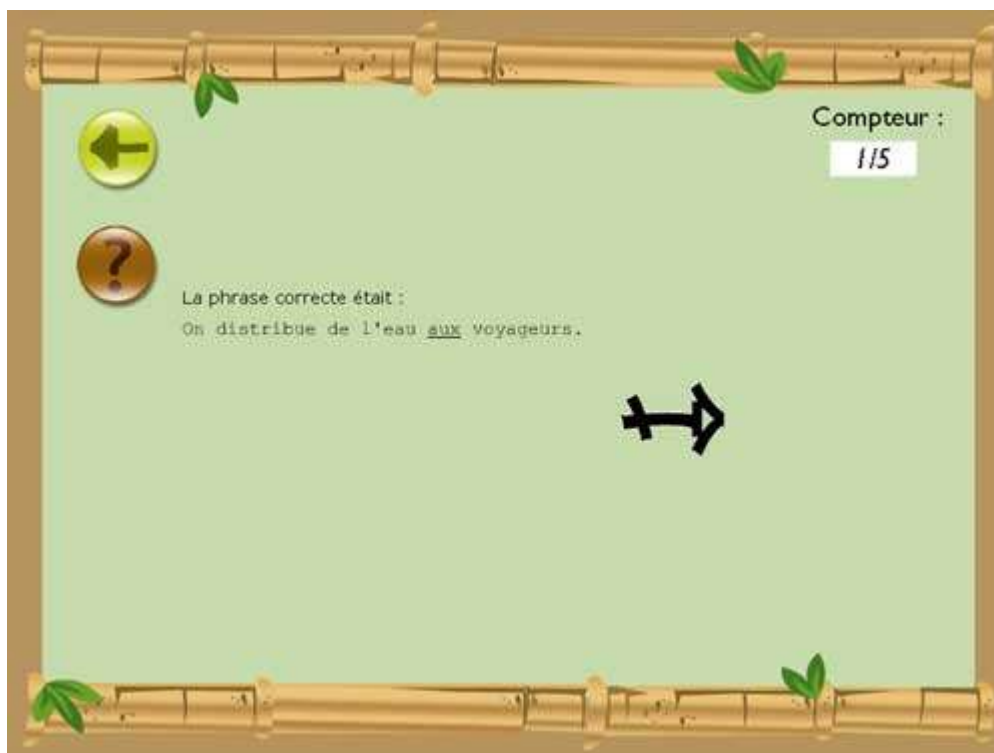 Compteur :
1/5
?
La phrase correcte était :
On distribue de l'eau aux voyageurs.